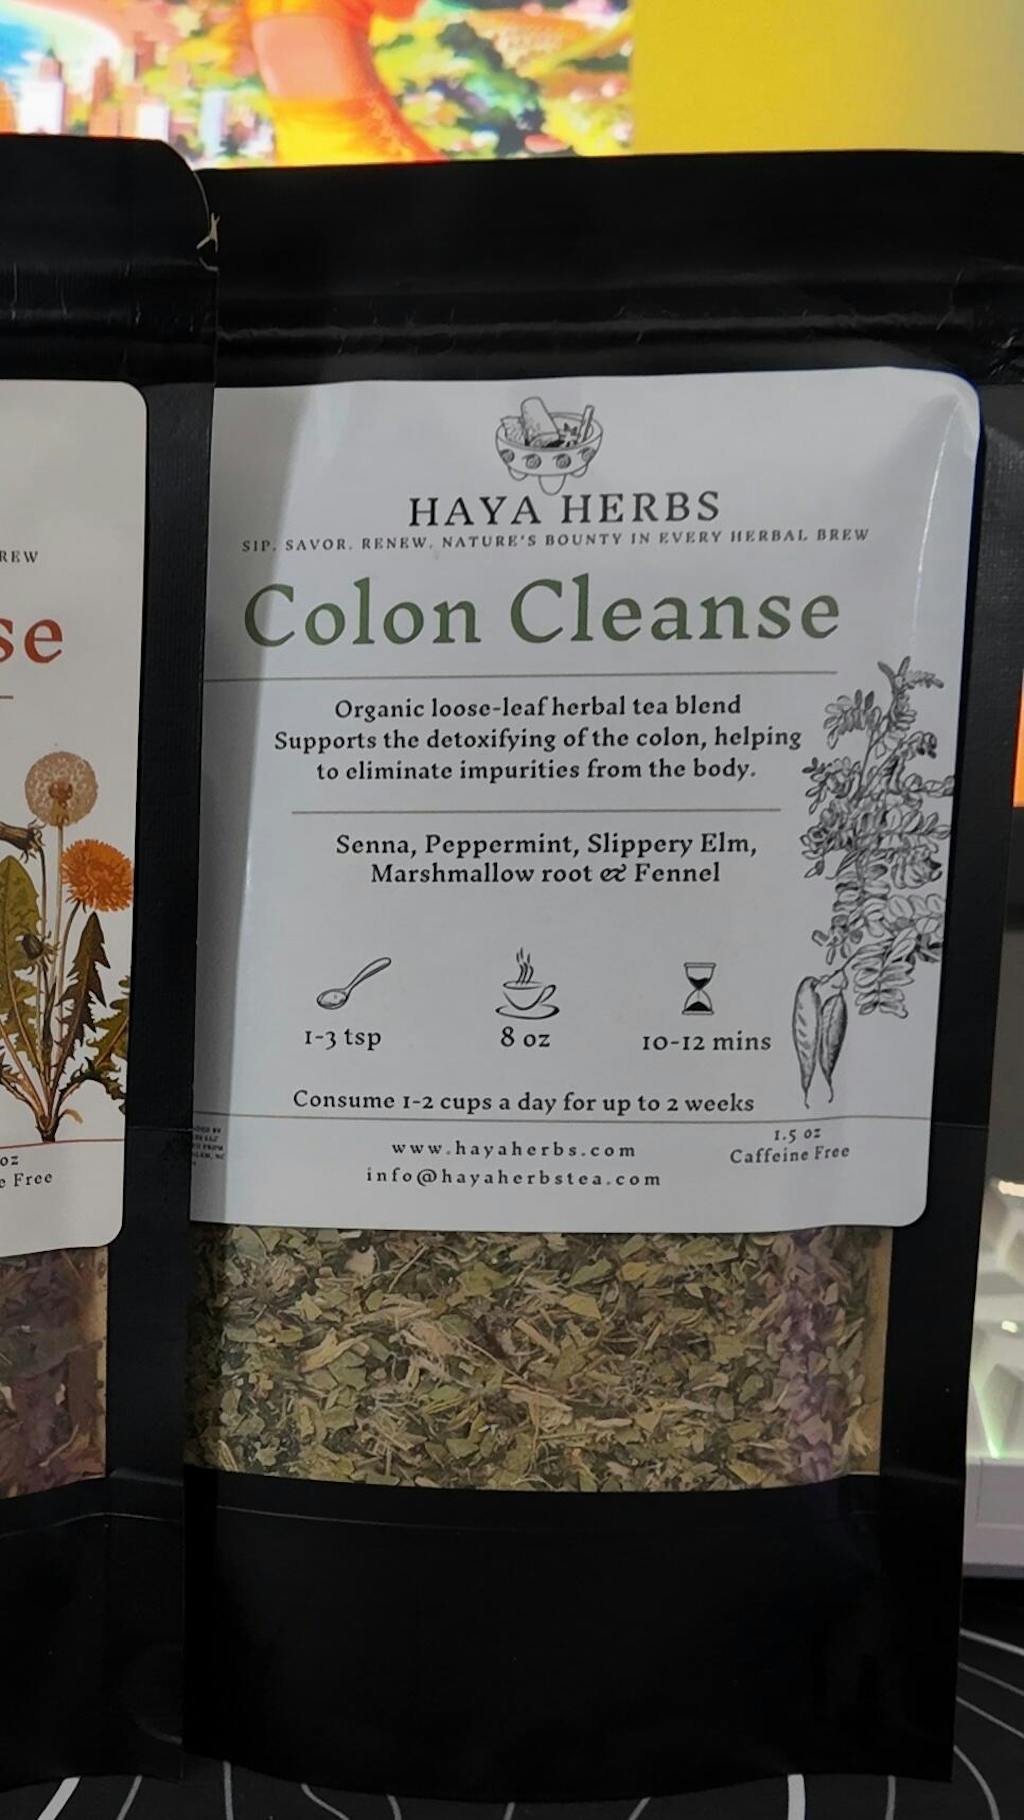 REW
se
oz
e Free
HAYA HERBS
SIP. SAVOR. RENEW. NATURE'S BOUNTY IN EVERY HERBAL BREW
Colon Cleanse
Organic loose-leaf herbal tea blend
Supports the detoxifying of the colon, helping
to eliminate impurities from the body.
Senna, Peppermint, Slippery Elm,
Marshmallow root & Fennel
1-3 tsp
8 oz
10-12 mins
Consume 1-2 cups a day for up to 2 weeks
www.hayaherbs.com
info@hayaherbstea.com
1.5 oz
Caffeine Free